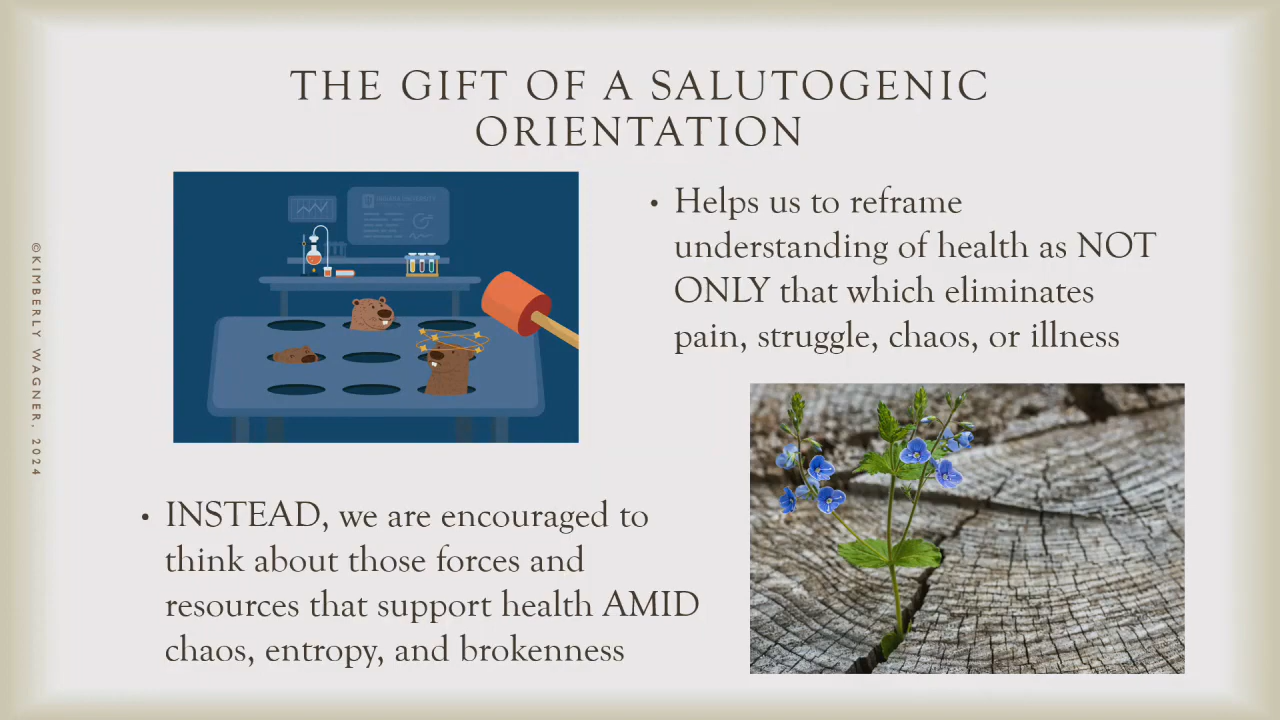 THE GIFT OF A SALUTOGENIC
ORIENTATION
• Helps us to reframe
understanding of health as NOT
ONLY that which eliminates
pain, struggle, chaos, or illness
• INSTEAD, we are encouraged to
think about those forces and
resources that support health AMID
chaos, entropy, and brokenness
©KIMBERLY WAGNER, 2024